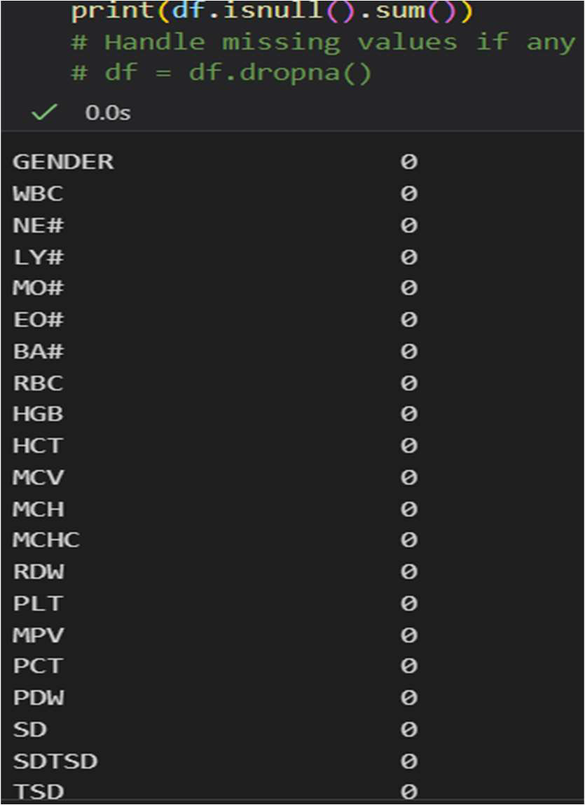 print(df.isnull().sum())
# Handle missing values if any
# df = df.dropna()
✓ 0.0s
GENDER 0
WBC 0
NE# 0
LY# 0
MO# 0
EO# 0
BA# 0
RBC 0
HGB 0
HCT 0
MCV 0
MCH 0
MCHC 0
RDW 0
PLT 0
MPV 0
PCT 0
PDW 0
SD 0
SDTSD 0
TSD 0